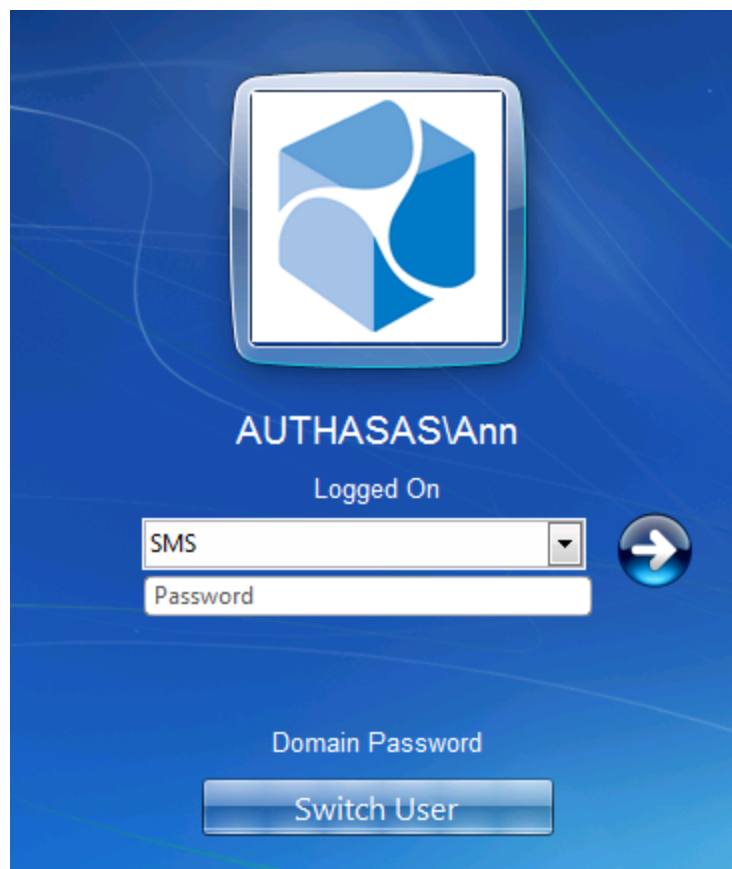 AUTHASAS\Ann
Logged On
SMS
Password
Domain Password
Switch User